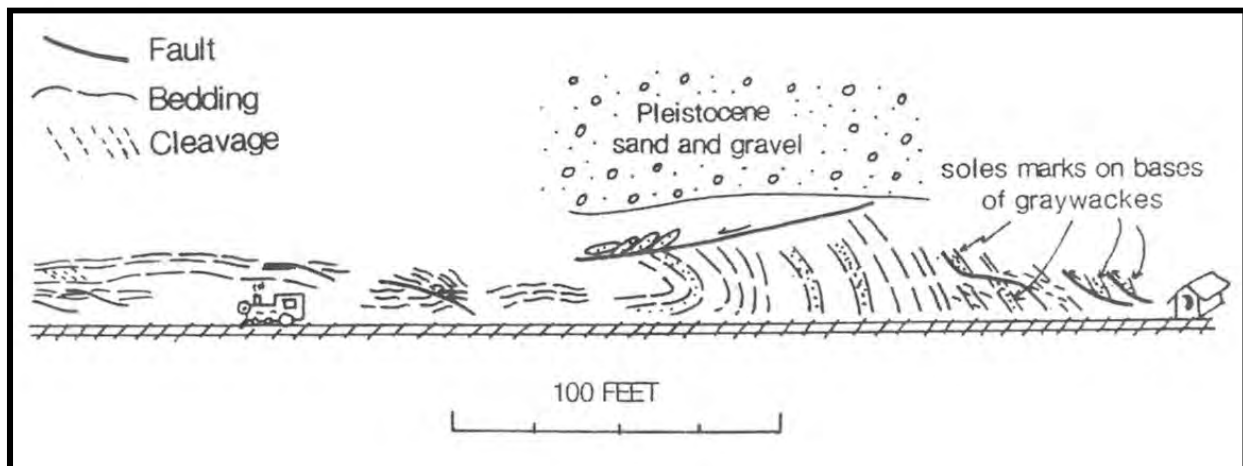 Fault
Bedding
Cleavage
Pleistocene
sand and gravel
soles marks on bases
of graywackes
100 FEET